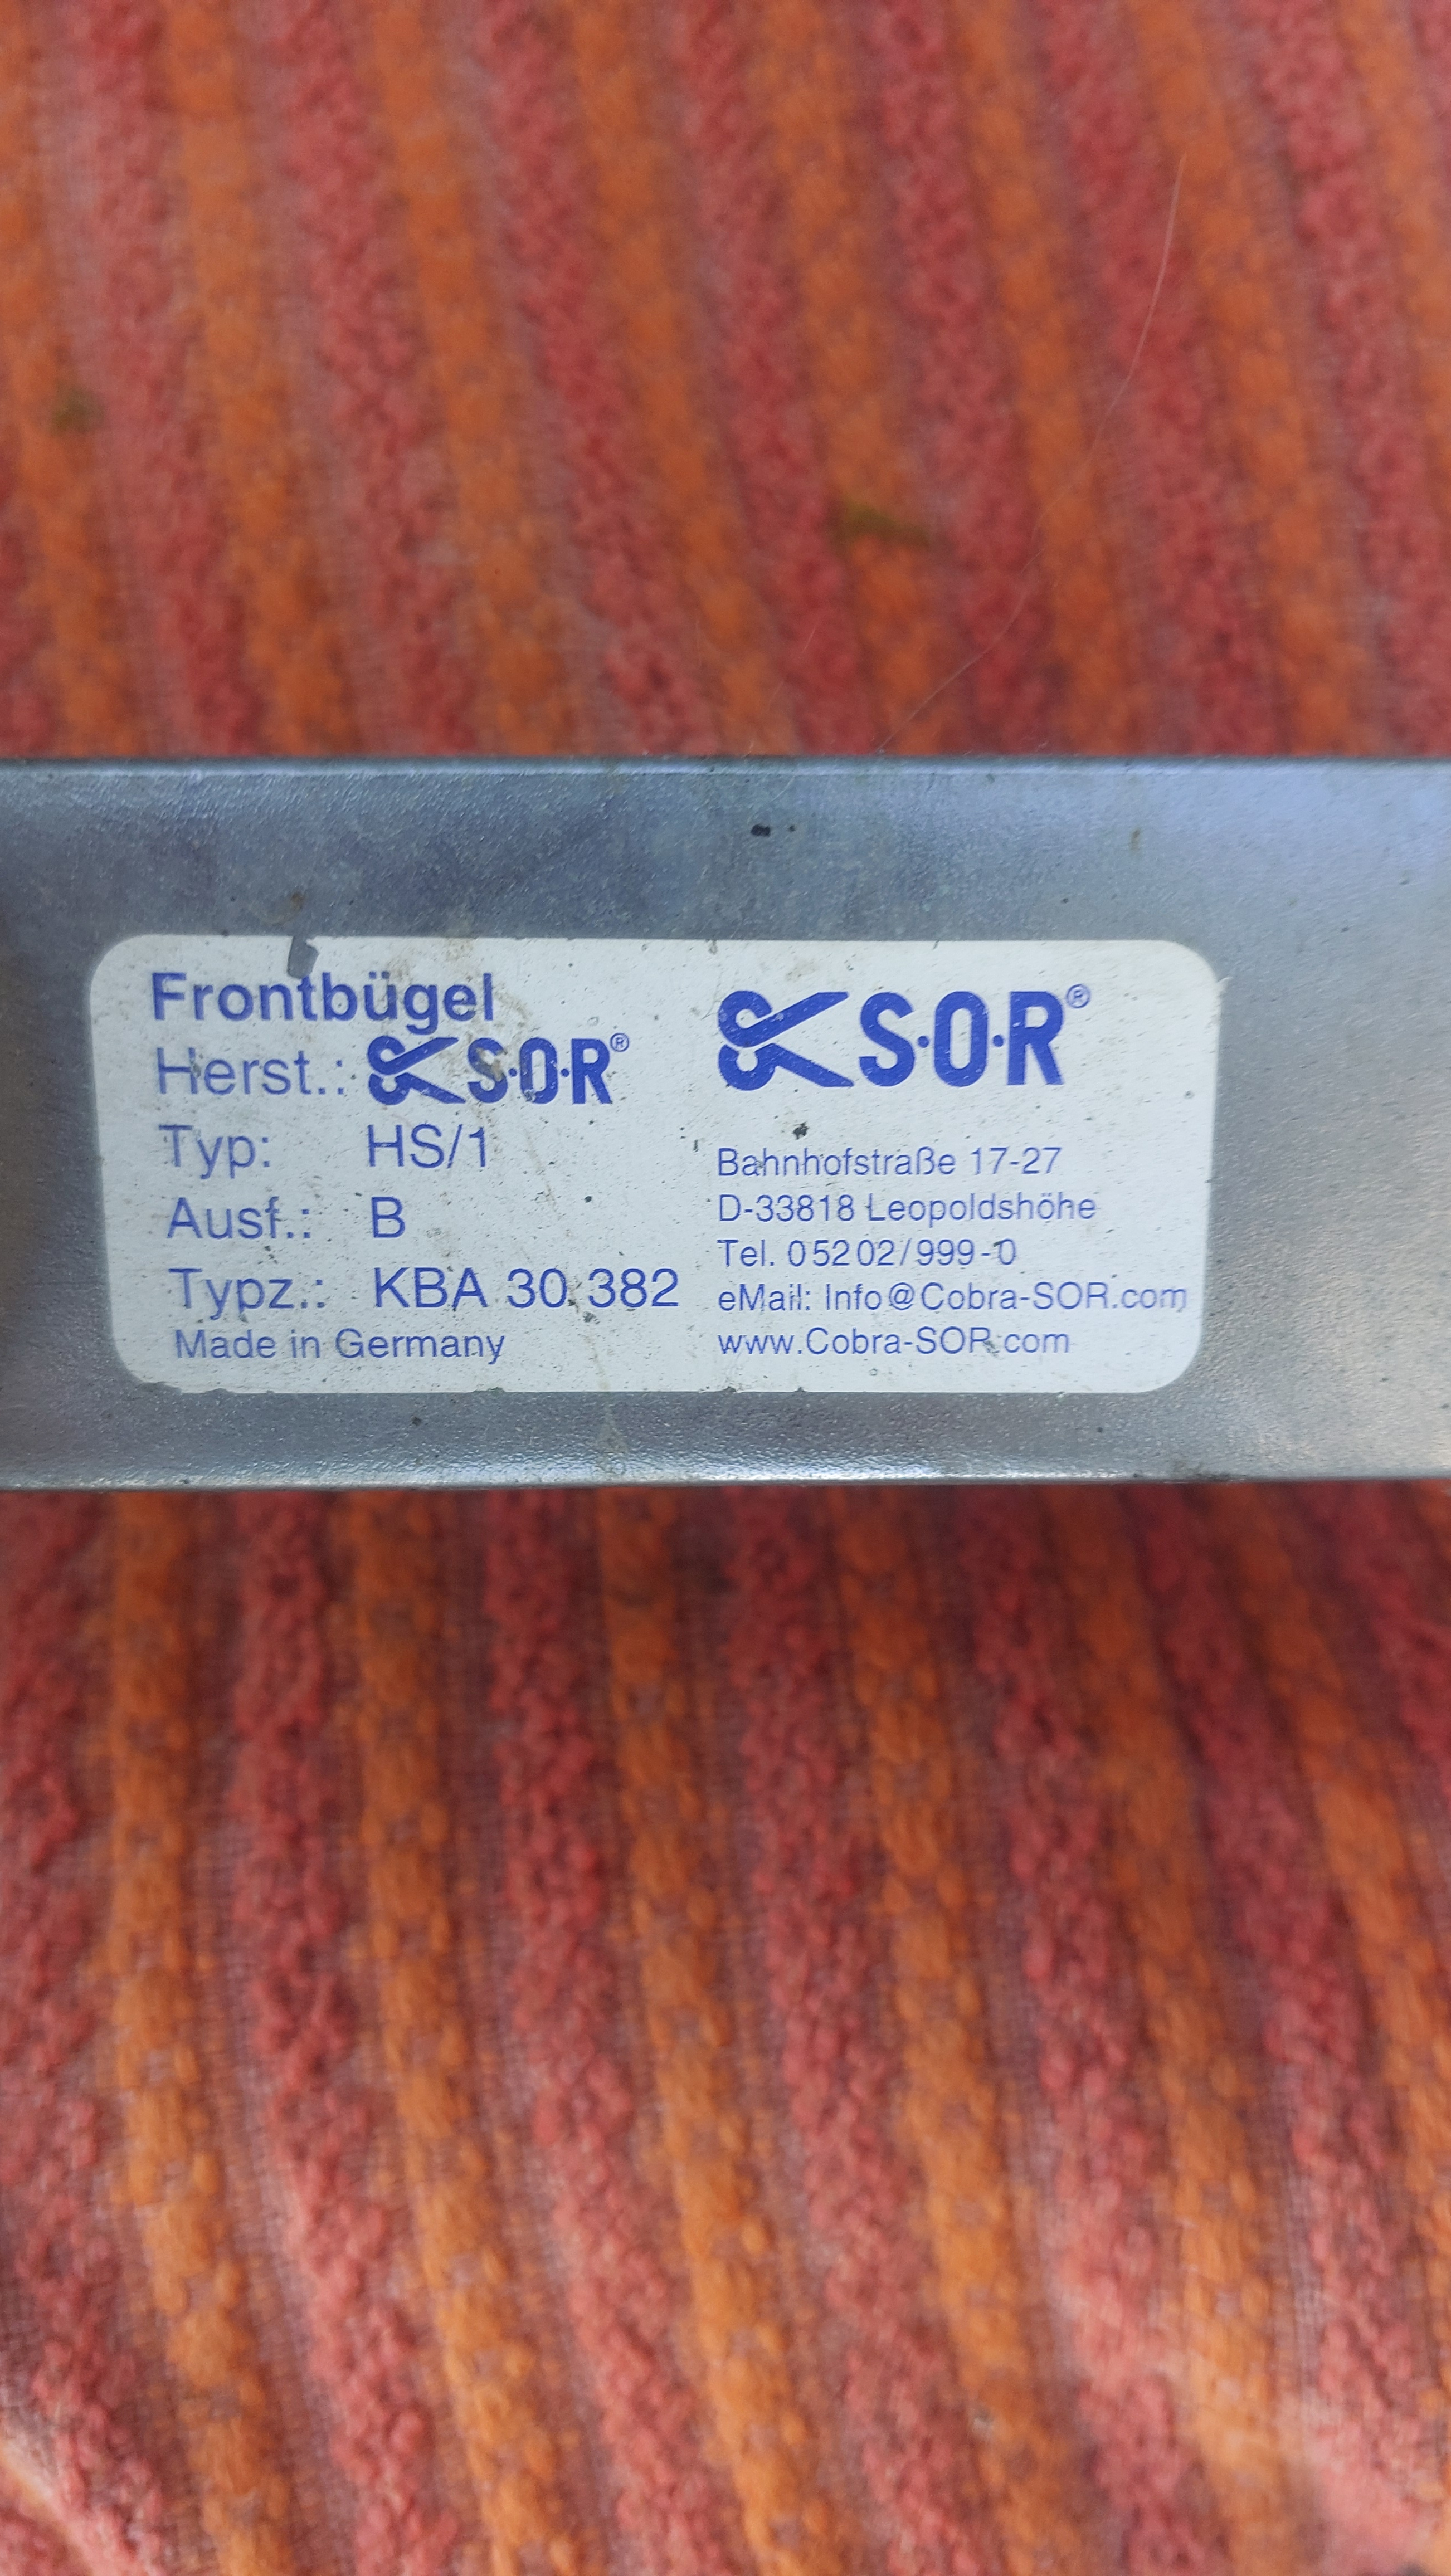 Frontbügel
Herst.: S·O·R®
Typ: HS/1
Ausf.: B
Typz.: KBA 30 382
Made in Germany
S·O·R®
Bahnhofstraße 17-27
D-33818 Leopoldshöhe
Tel. 05202/999-0
eMail: Info@Cobra-SOR.com
www.Cobra-SOR.com